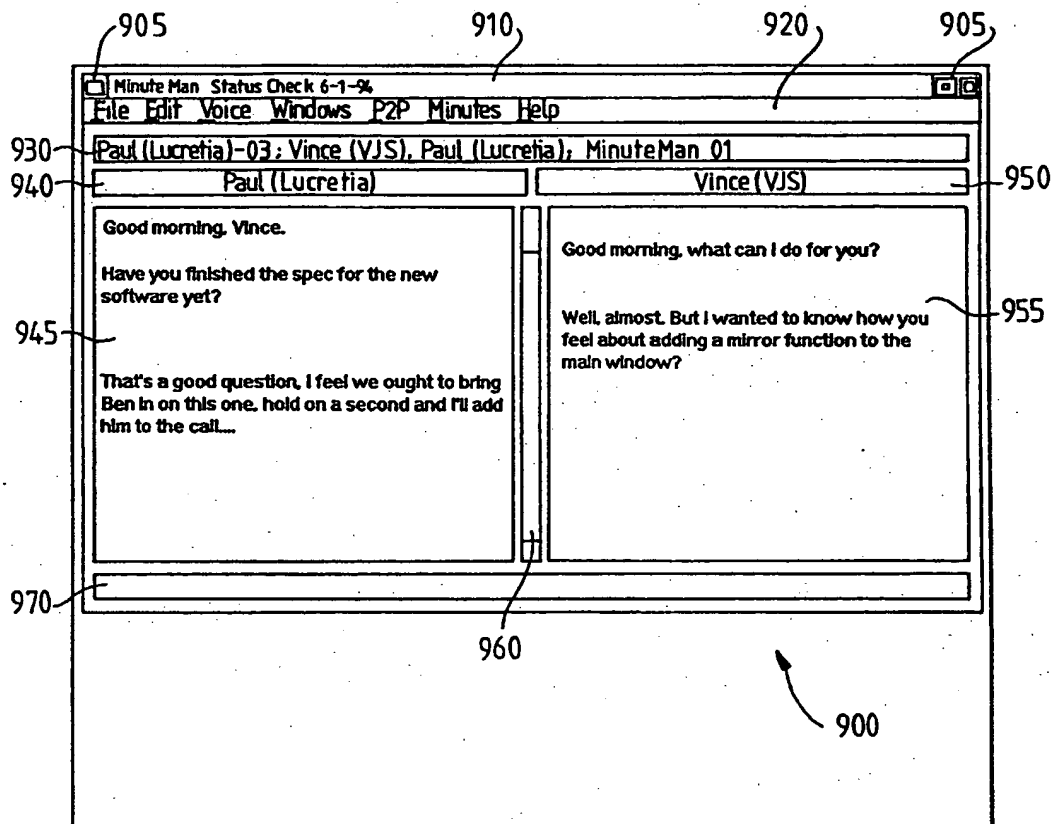 905 910 920 905
Minute Man Status Check 6-1-94
File Edit Voice Windows P2P Minutes Help
930 Paul (Lucretia)-03; Vince (VJS), Paul (Lucretia); MinuteMan 01
940 Paul (Lucretia) Vince (VJS) 950
Good morning, Vince.
Good morning, what can I do for you?
Have you finished the spec for the new
software yet?
945
955
Well, almost. But I wanted to know how you
feel about adding a mirror function to the
main window?
That's a good question, I feel we ought to bring
Ben in on this one, hold on a second and I'll add
him to the call....
970
960
900